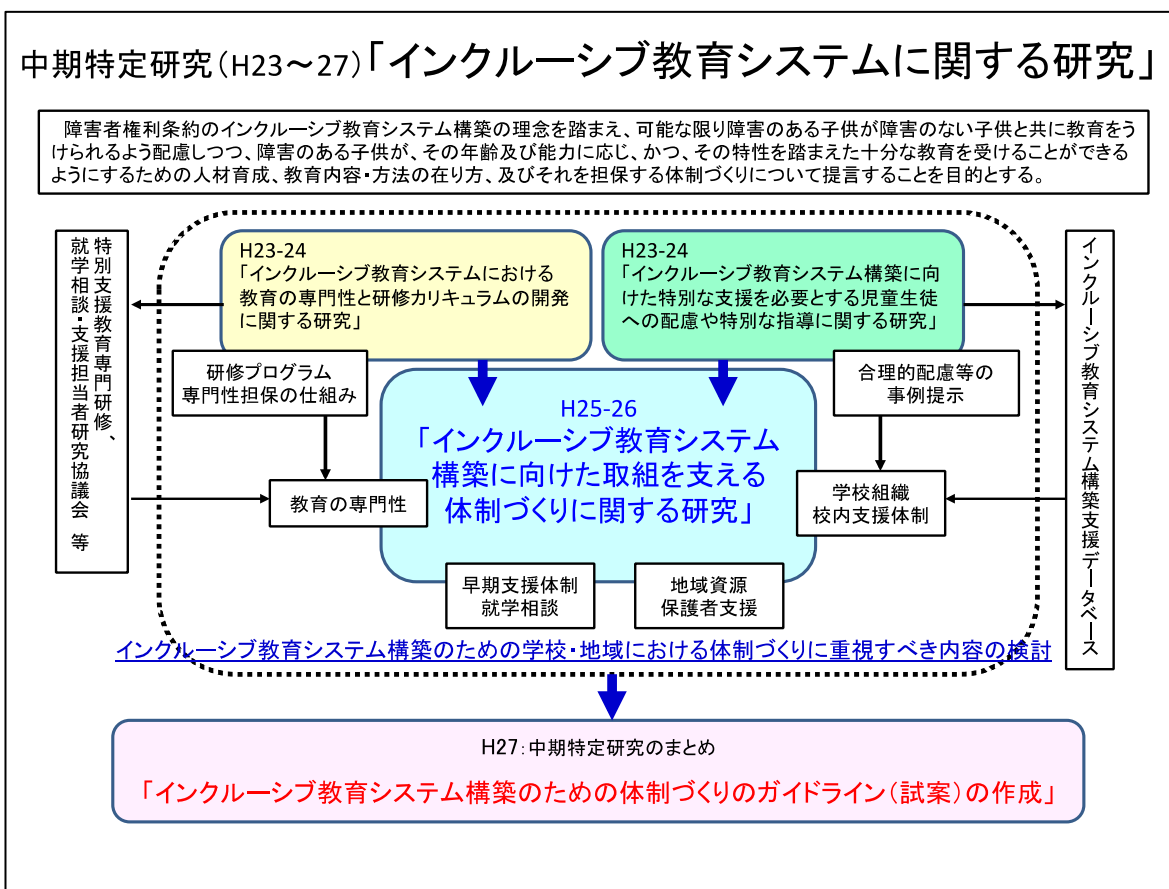 中期特定研究(H23~27)「インクルーシブ教育システムに関する研究」
障害者権利条約のインクルーシブ教育システム構築の理念を踏まえ、可能な限り障害のある子供が障害のない子供と共に教育をう
けられるよう配慮しつつ、障害のある子供が、その年齢及び能力に応じ、かつ、その特性を踏まえた十分な教育を受けることができる
ようにするための人材育成、教育内容・方法の在り方、及びそれを担保する体制づくりについて提言することを目的とする。
特別支援教育専門研修、
就学相談・支援担当者研究協議会 等
H23-24
「インクルーシブ教育システムにおける
教育の専門性と研修カリキュラムの開発
に関する研究」
H23-24
「インクルーシブ教育システム構築に向
けた特別な支援を必要とする児童生徒
への配慮や特別な指導に関する研究」
インクルーシブ教育システム構築支援データベース
研修プログラム
専門性担保の仕組み
合理的配慮等の
事例提示
H25-26
「インクルーシブ教育システム
構築に向けた取組を支える
体制づくりに関する研究」
教育の専門性
学校組織
校内支援体制
早期支援体制
就学相談
地域資源
保護者支援
インクルーシブ教育システム構築のための学校・地域における体制づくりに重視すべき内容の検討
H27:中期特定研究のまとめ
「インクルーシブ教育システム構築のための体制づくりのガイドライン(試案)の作成」